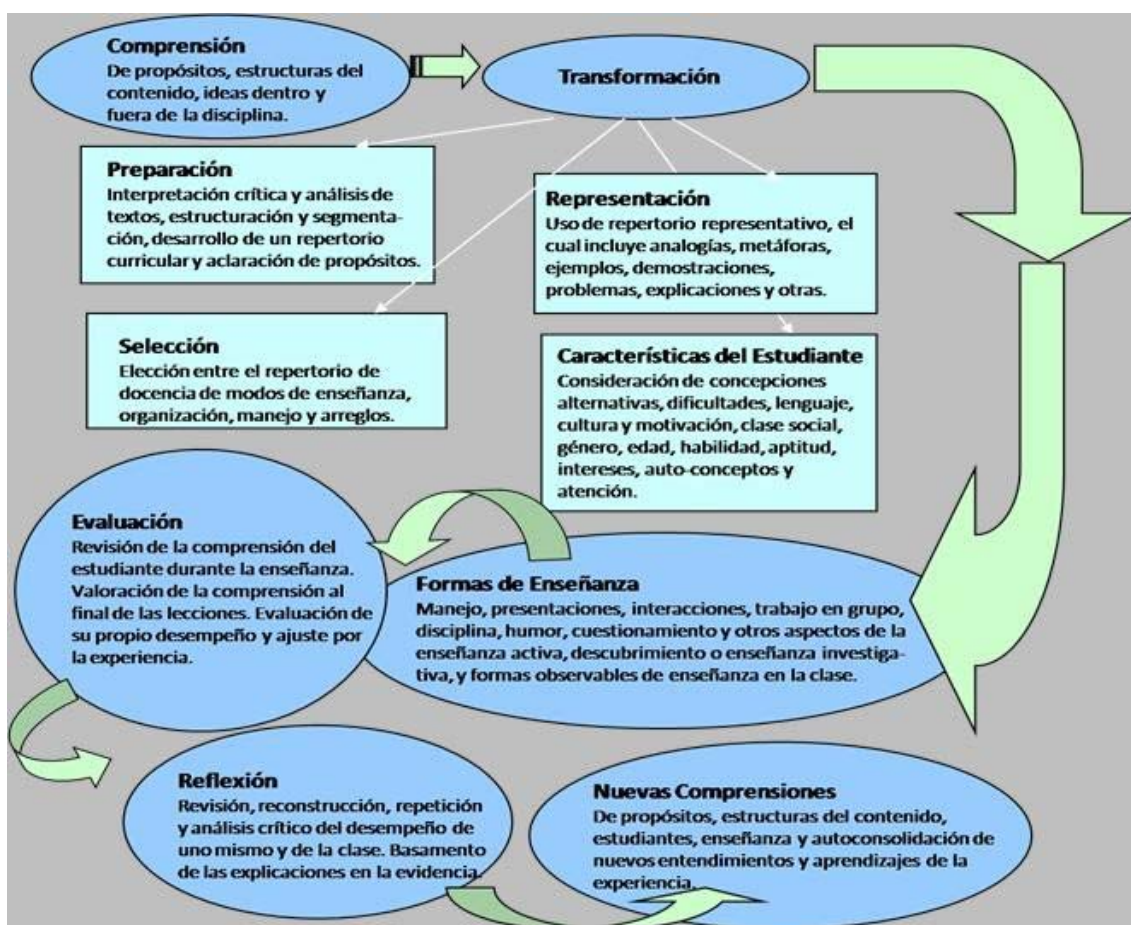 Comprensión
De propósitos, estructuras del
contenido, ideas dentro y
fuera de la disciplina.
Transformación
Preparación
Interpretación crítica y análisis de
textos, estructuración y segmenta-
ción, desarrollo de un repertorio
curricular y aclaración de propósitos.
Representación
Uso de repertorio representativo, el
cual incluye analogías, metáforas,
ejemplos, demostraciones,
problemas, explicaciones y otras.
Selección
Elección entre el repertorio de
docencia de modos de enseñanza,
organización, manejo y arreglos.
Características del Estudiante
Consideración de concepciones
alternativas, dificultades, lenguaje,
cultura y motivación, clase social,
género, edad, habilidad, aptitud,
intereses, auto-conceptos y
atención.
Evaluación
Revisión de la comprensión del
estudiante durante la enseñanza.
Valoración de la comprensión al
final de las lecciones. Evaluación de
su propio desempeño y ajuste por
la experiencia.
Formas de Enseñanza
Manejo, presentaciones, interacciones, trabajo en grupo,
disciplina, humor, cuestionamiento y otros aspectos de la
enseñanza activa, descubrimiento o enseñanza investiga-
tiva, y formas observables de enseñanza en la clase.
Reflexión
Revisión, reconstrucción, repetición
y análisis crítico del desempeño de
uno mismo y de la clase. Basamento
de las explicaciones en la evidencia.
Nuevas Comprensiones
De propósitos, estructuras del contenido,
estudiantes, enseñanza y autoconsolidación de
nuevos entendimientos y aprendizajes de la
experiencia.